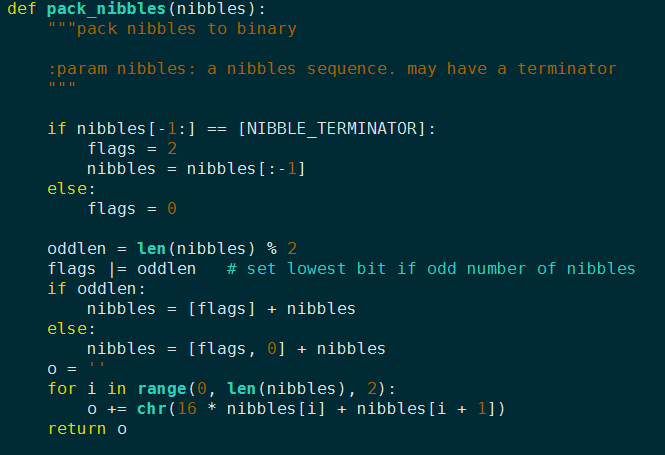 def pack_nibbles(nibbles):
    """pack nibbles to binary

    :param nibbles: a nibbles sequence. may have a terminator
    """

    if nibbles[-1:] == [NIBBLE_TERMINATOR]:
        flags = 2
        nibbles = nibbles[:-1]
    else:
        flags = 0

    oddlen = len(nibbles) % 2
    flags |= oddlen   # set lowest bit if odd number of nibbles
    if oddlen:
        nibbles = [flags] + nibbles
    else:
        nibbles = [flags, 0] + nibbles
    o = ''
    for i in range(0, len(nibbles), 2):
        o += chr(16 * nibbles[i] + nibbles[i + 1])
    return o